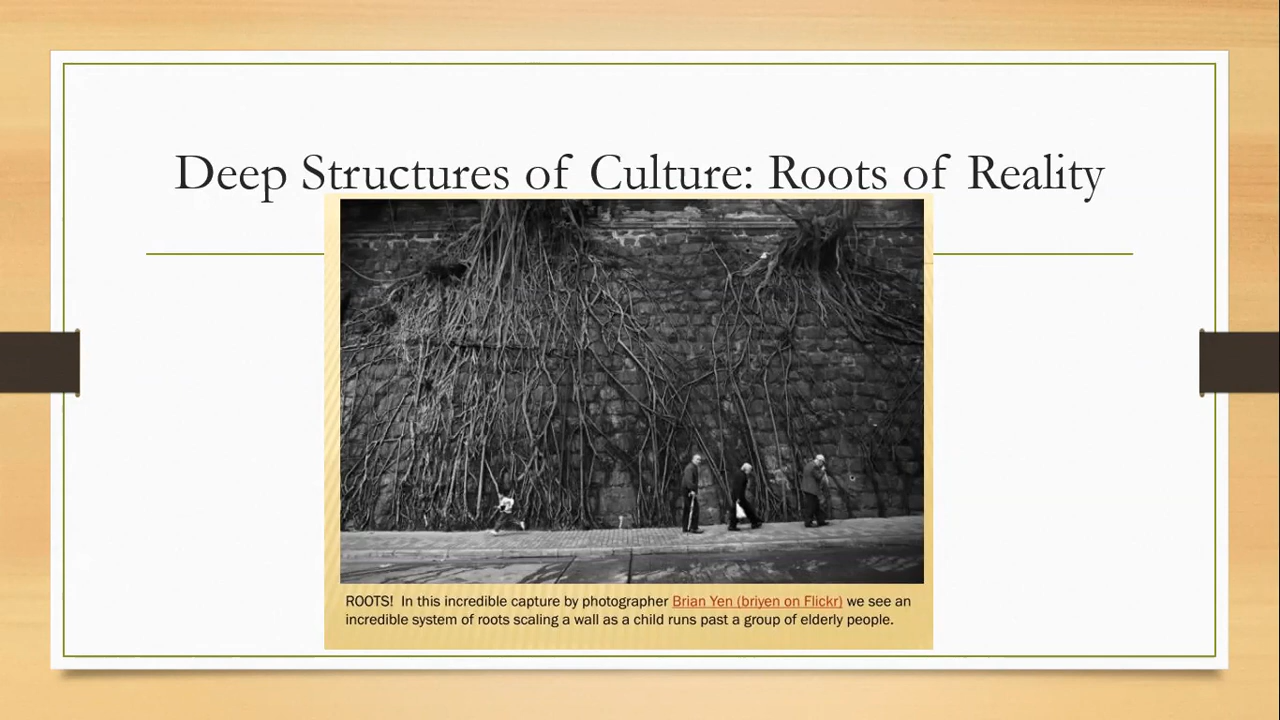 Deep Structures of Culture: Roots of Reality
ROOTS! In this incredible capture by photographer Brian Yen (briyen on Flickr) we see an
incredible system of roots scaling a wall as a child runs past a group of elderly people.